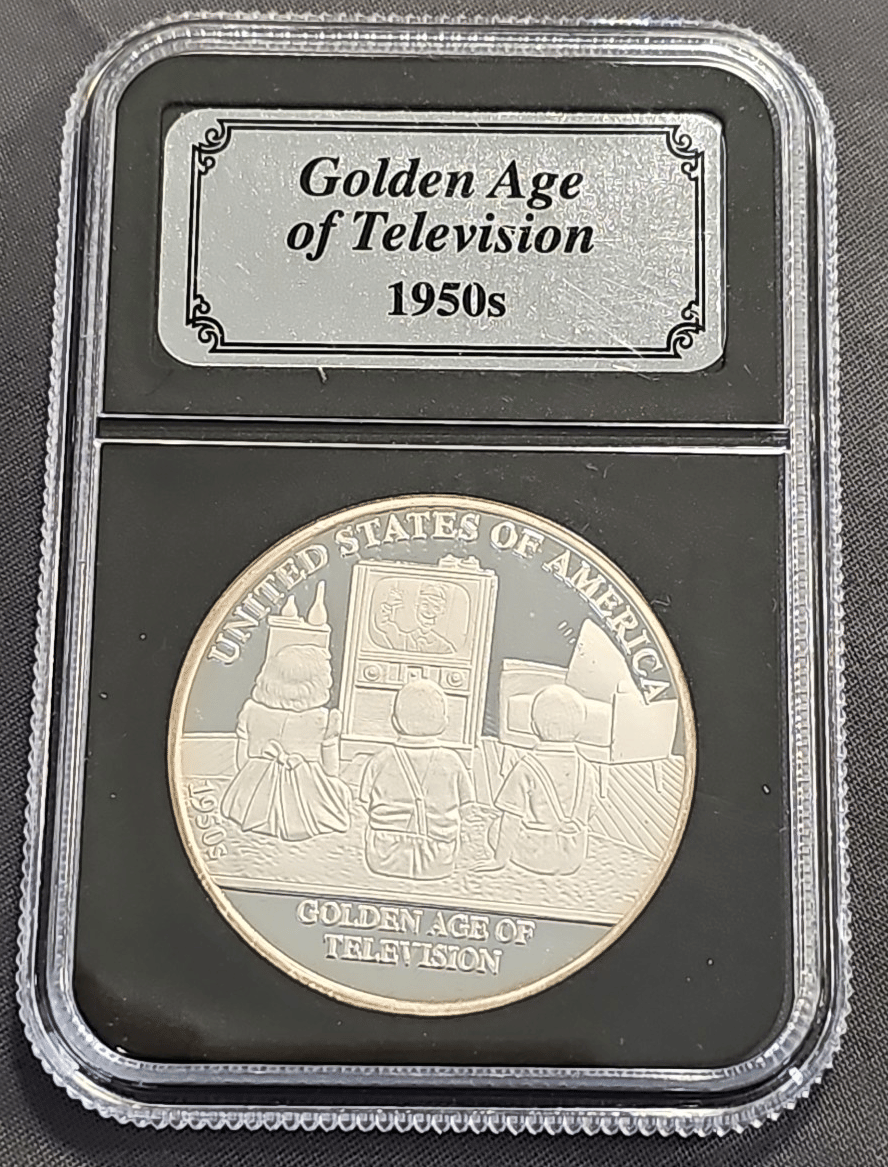 Golden Age
of Television
1950s
UNITED STATES OF AMERICA
1950s
GOLDEN AGE OF
TELEVISION